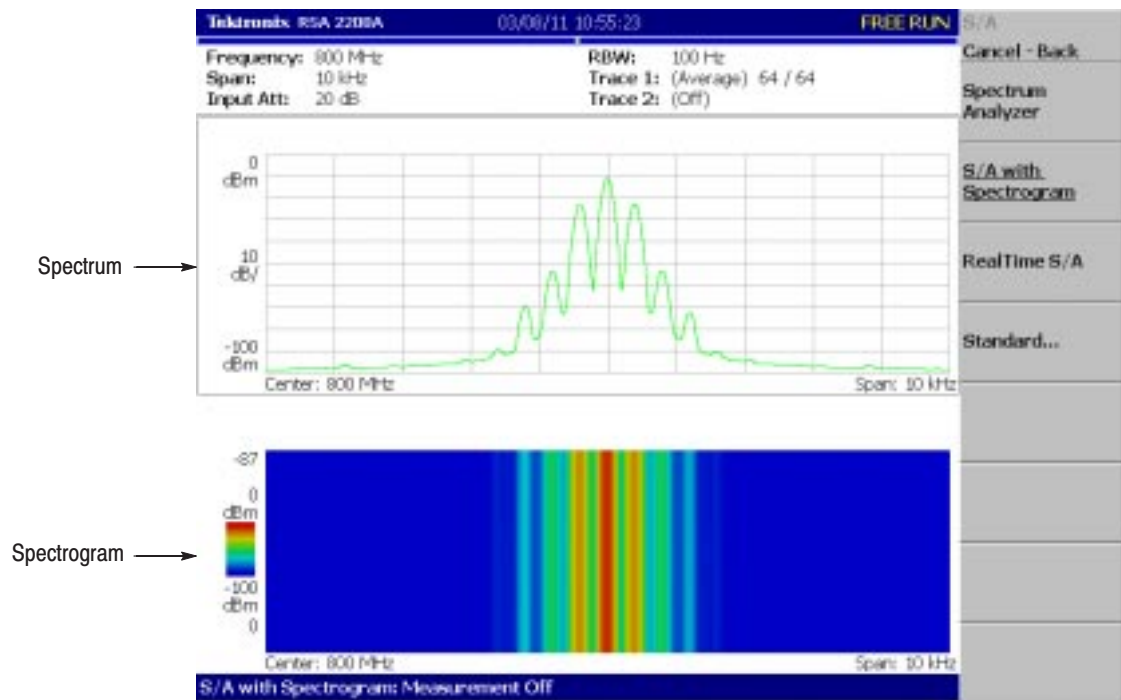 Tektronix RSA 2208A 03/08/11 10:55:23 FREE RUN
Frequency: 800 MHz RBW: 100 Hz
Span: 10 kHz Trace 1: (Average) 64 / 64
Input Att: 20 dB Trace 2: (Off)
S/A
Cancel - Back
Spectrum
Analyzer
S/A with
Spectrogram
RealTime S/A
Standard...
Spectrum
0
dBm
10
dB/
-100
dBm
Center: 800 MHz Span: 10 kHz
Spectrogram
-87
0
dBm
-100
dBm
0
Center: 800 MHz Span: 10 kHz
S/A with Spectrogram: Measurement Off